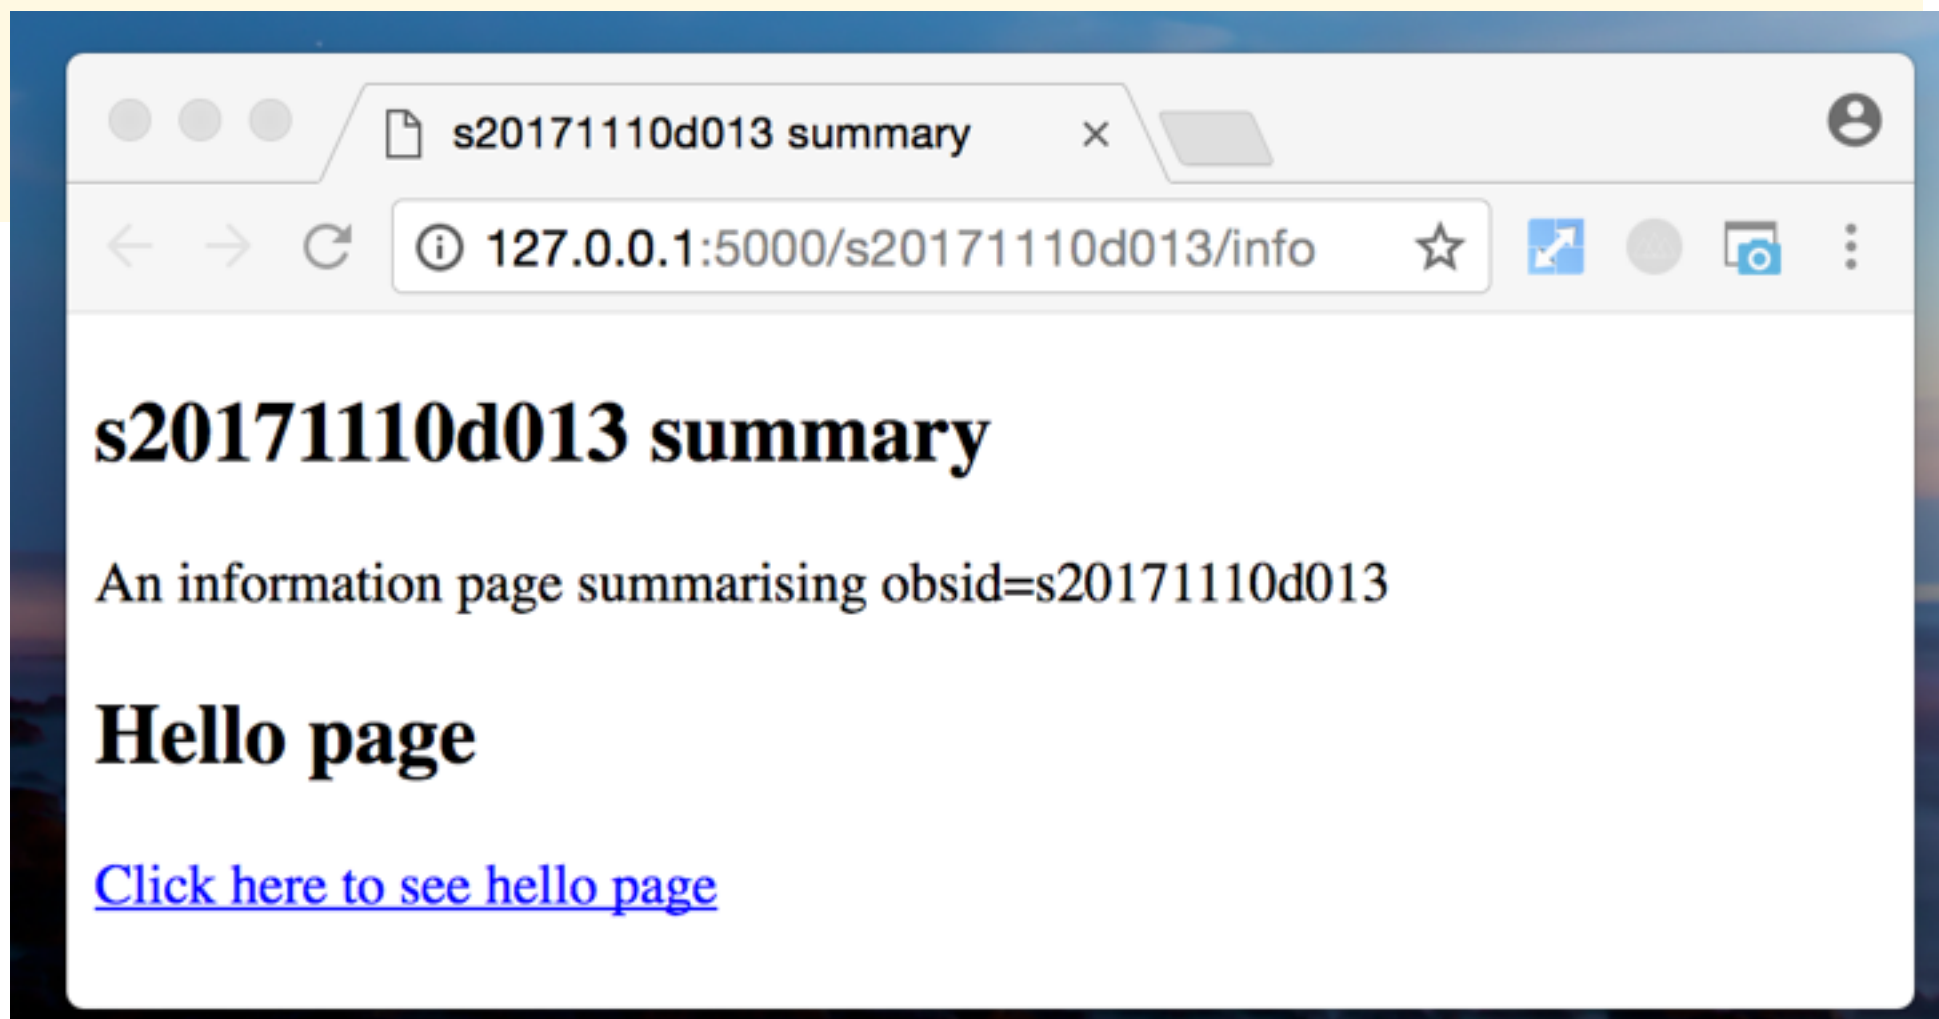 s20171110d013 summary
127.0.0.1:5000/s20171110d013/info
s20171110d013 summary
An information page summarising obsid=s20171110d013
Hello page
Click here to see hello page